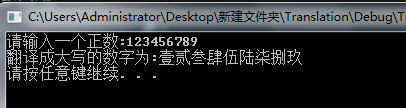 C:\Users\Administrator\Desktop\新建文件夹\Translation\Debug\T
请输入一个正数:123456789
翻译成大写的数字为:壹贰叁肆伍陆柒捌玖
请按任意键继续. . .